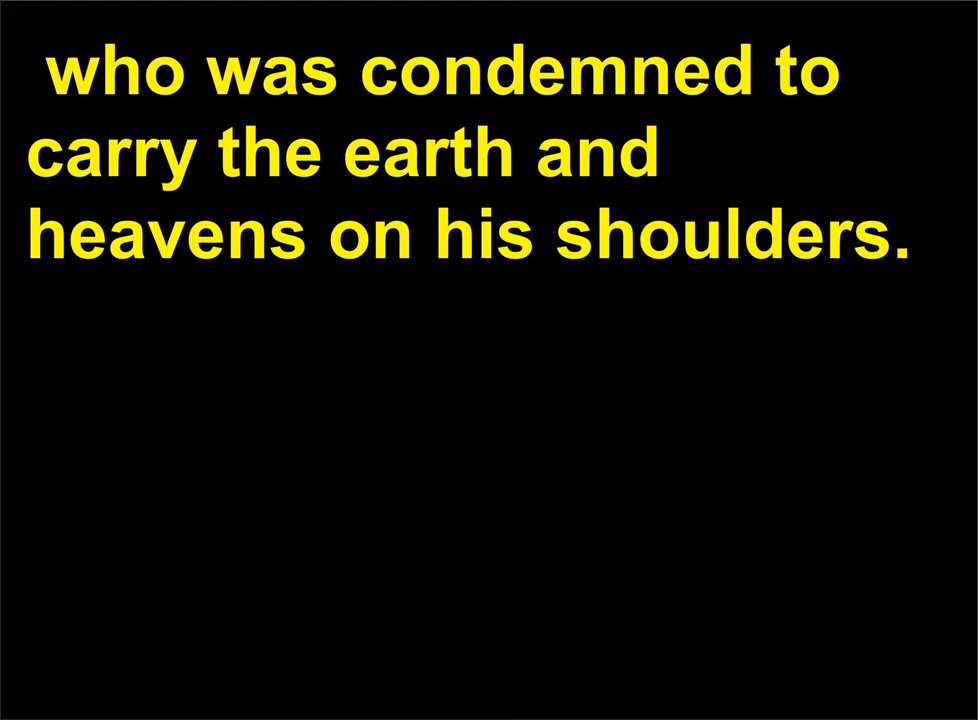 who was condemned to
carry the earth and
heavens on his shoulders.